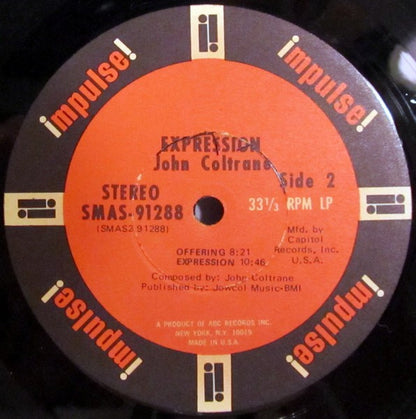 impulse!
impulse!
EXPRESSION
John Coltrane
STEREO
SMAS-91288
(SMAS2 91288)
Side 2
33⅓ RPM LP
Mfd. by
Capitol
Records, Inc.
U.S.A.
OFFERING 8:21
EXPRESSION 10:46
Composed by: John Coltrane
Published by: Jowcol Music-BMI
A PRODUCT OF ABC RECORDS INC.
NEW YORK, N.Y. 10019
MADE IN U.S.A.
impulse!
impulse!